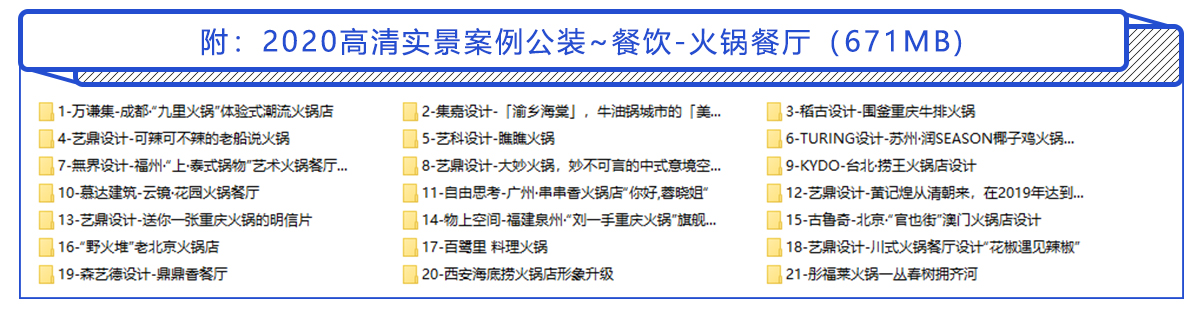 附：2020高清实景案例公装~餐饮-火锅餐厅（671MB）
1-万谦集-成都·“九里火锅”体验式潮流火锅店
2-集嘉设计-「渝乡海棠」，牛油锅城市的「美...
3-稻古设计-围釜重庆牛排火锅
4-艺鼎设计-可辣可不辣的老船说火锅
5-艺科设计-瞧瞧火锅
6-TURING设计-苏州·润SEASON椰子鸡火锅...
7-無界设计-福州·“上·泰式锅物”艺术火锅餐厅...
8-艺鼎设计-大妙火锅，妙不可言的中式意境空...
9-KYDO-台北·捞王火锅店设计
10-慕达建筑-云镜·花园火锅餐厅
11-自由思考-广州·串串香火锅店“你好,蓉晓姐”
12-艺鼎设计-黄记煌从清朝来，在2019年达到...
13-艺鼎设计-送你一张重庆火锅的明信片
14-物上空间-福建泉州·“刘一手重庆火锅”旗舰...
15-古鲁奇-北京·“官也街”澳门火锅店设计
16-“野火堆”老北京火锅店
17-百鹭里 料理火锅
18-艺鼎设计-川式火锅餐厅设计“花椒遇见辣椒”
19-森艺德设计-鼎鼎香餐厅
20-西安海底捞火锅店形象升级
21-彤福莱火锅一丛春树拥齐河